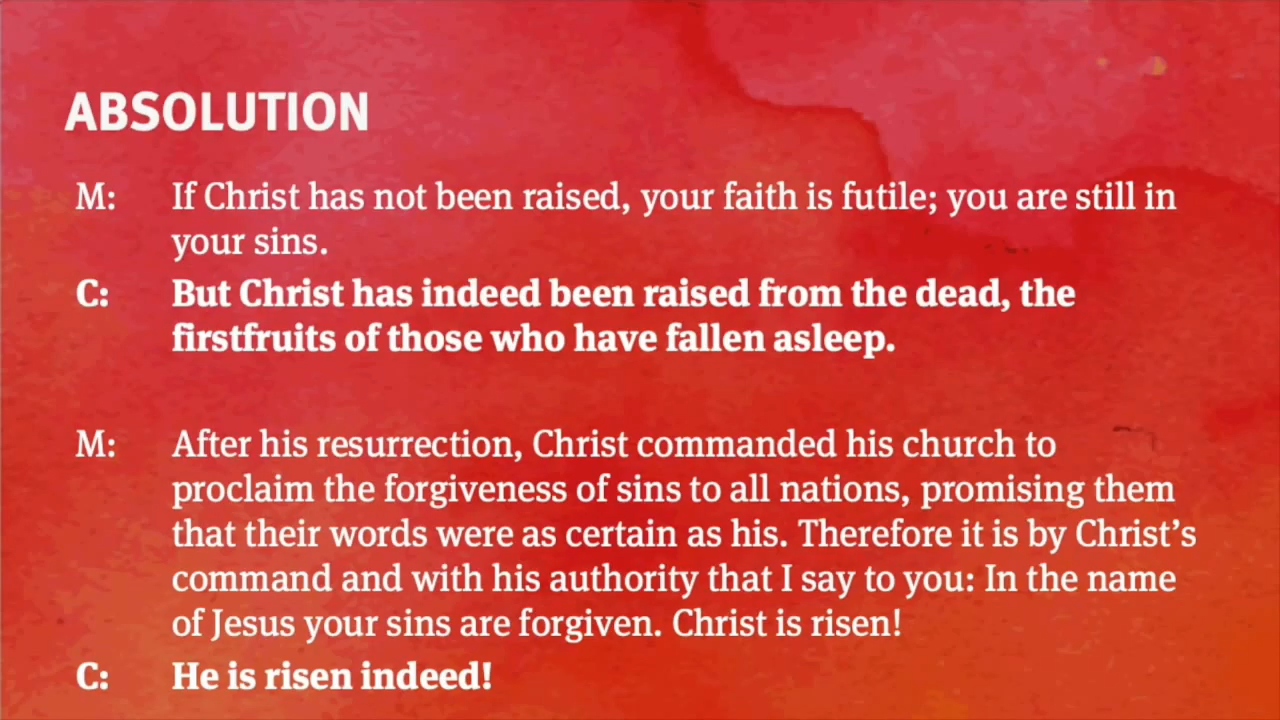 ABSOLUTION
M: If Christ has not been raised, your faith is futile; you are still in
your sins.
C: But Christ has indeed been raised from the dead, the
firstfruits of those who have fallen asleep.
M: After his resurrection, Christ commanded his church to
proclaim the forgiveness of sins to all nations, promising them
that their words were as certain as his. Therefore it is by Christ’s
command and with his authority that I say to you: In the name
of Jesus your sins are forgiven. Christ is risen!
C: He is risen indeed!